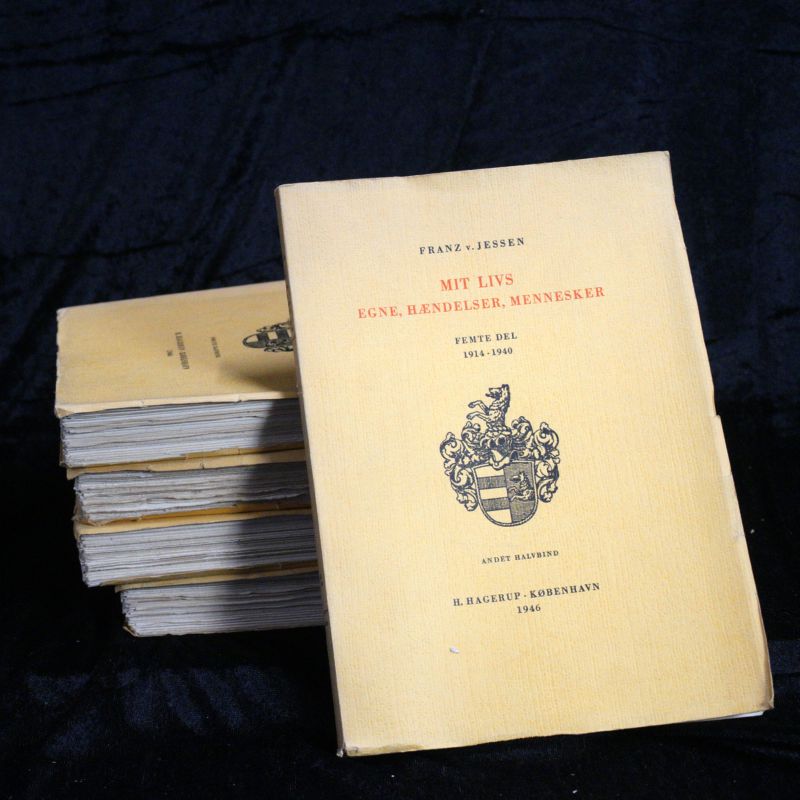 FRANZ v. JESSEN
MIT LIVS
EGNE, HÆNDELSER, MENNESKER
FEMTE DEL
1914 - 1940
ANDET HALVBIND
H. HAGERUP · KØBENHAVN
1946